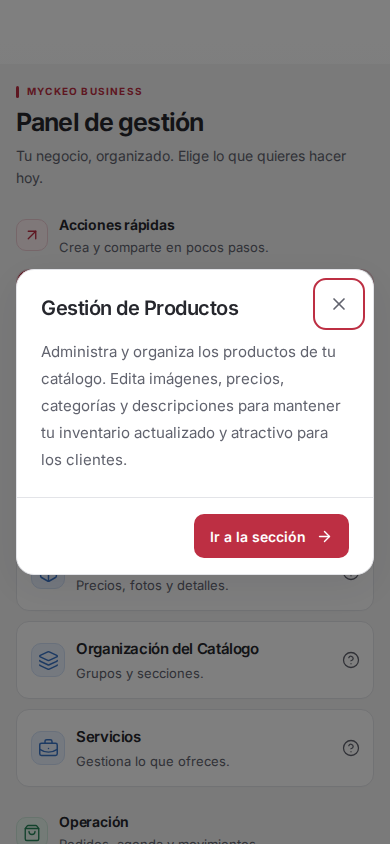 MYCKEO BUSINESS
Panel de gestión
Tu negocio, organizado. Elige lo que quieres hacer
hoy.
Acciones rápidas
Crea y comparte en pocos pasos.
Gestión de Productos
Administra y organiza los productos de tu
catálogo. Edita imágenes, precios,
categorías y descripciones para mantener
tu inventario actualizado y atractivo para
los clientes.
Ir a la sección
Precios, fotos y detalles.
Organización del Catálogo
Grupos y secciones.
Servicios
Gestiona lo que ofreces.
Operación
Pedidos, agenda y movimientos.